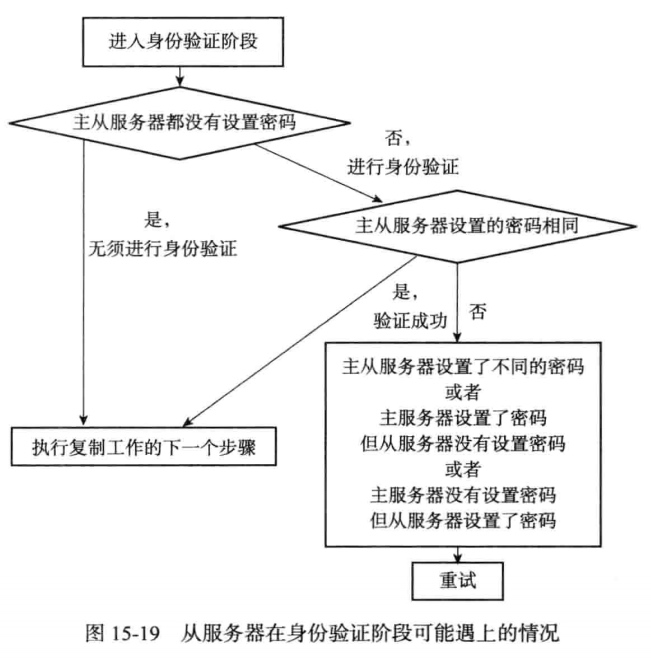 进入身份验证阶段
主从服务器都没有设置密码
否，
进行身份验证
是，
无须进行身份验证
主从服务器设置的密码相同
是，
验证成功
否
主从服务器设置了不同的密码
或者
主服务器设置了密码
但从服务器没有设置密码
或者
主服务器没有设置密码
但从服务器设置了密码
执行复制工作的下一个步骤
重试
图 15-19 从服务器在身份验证阶段可能遇上的情况